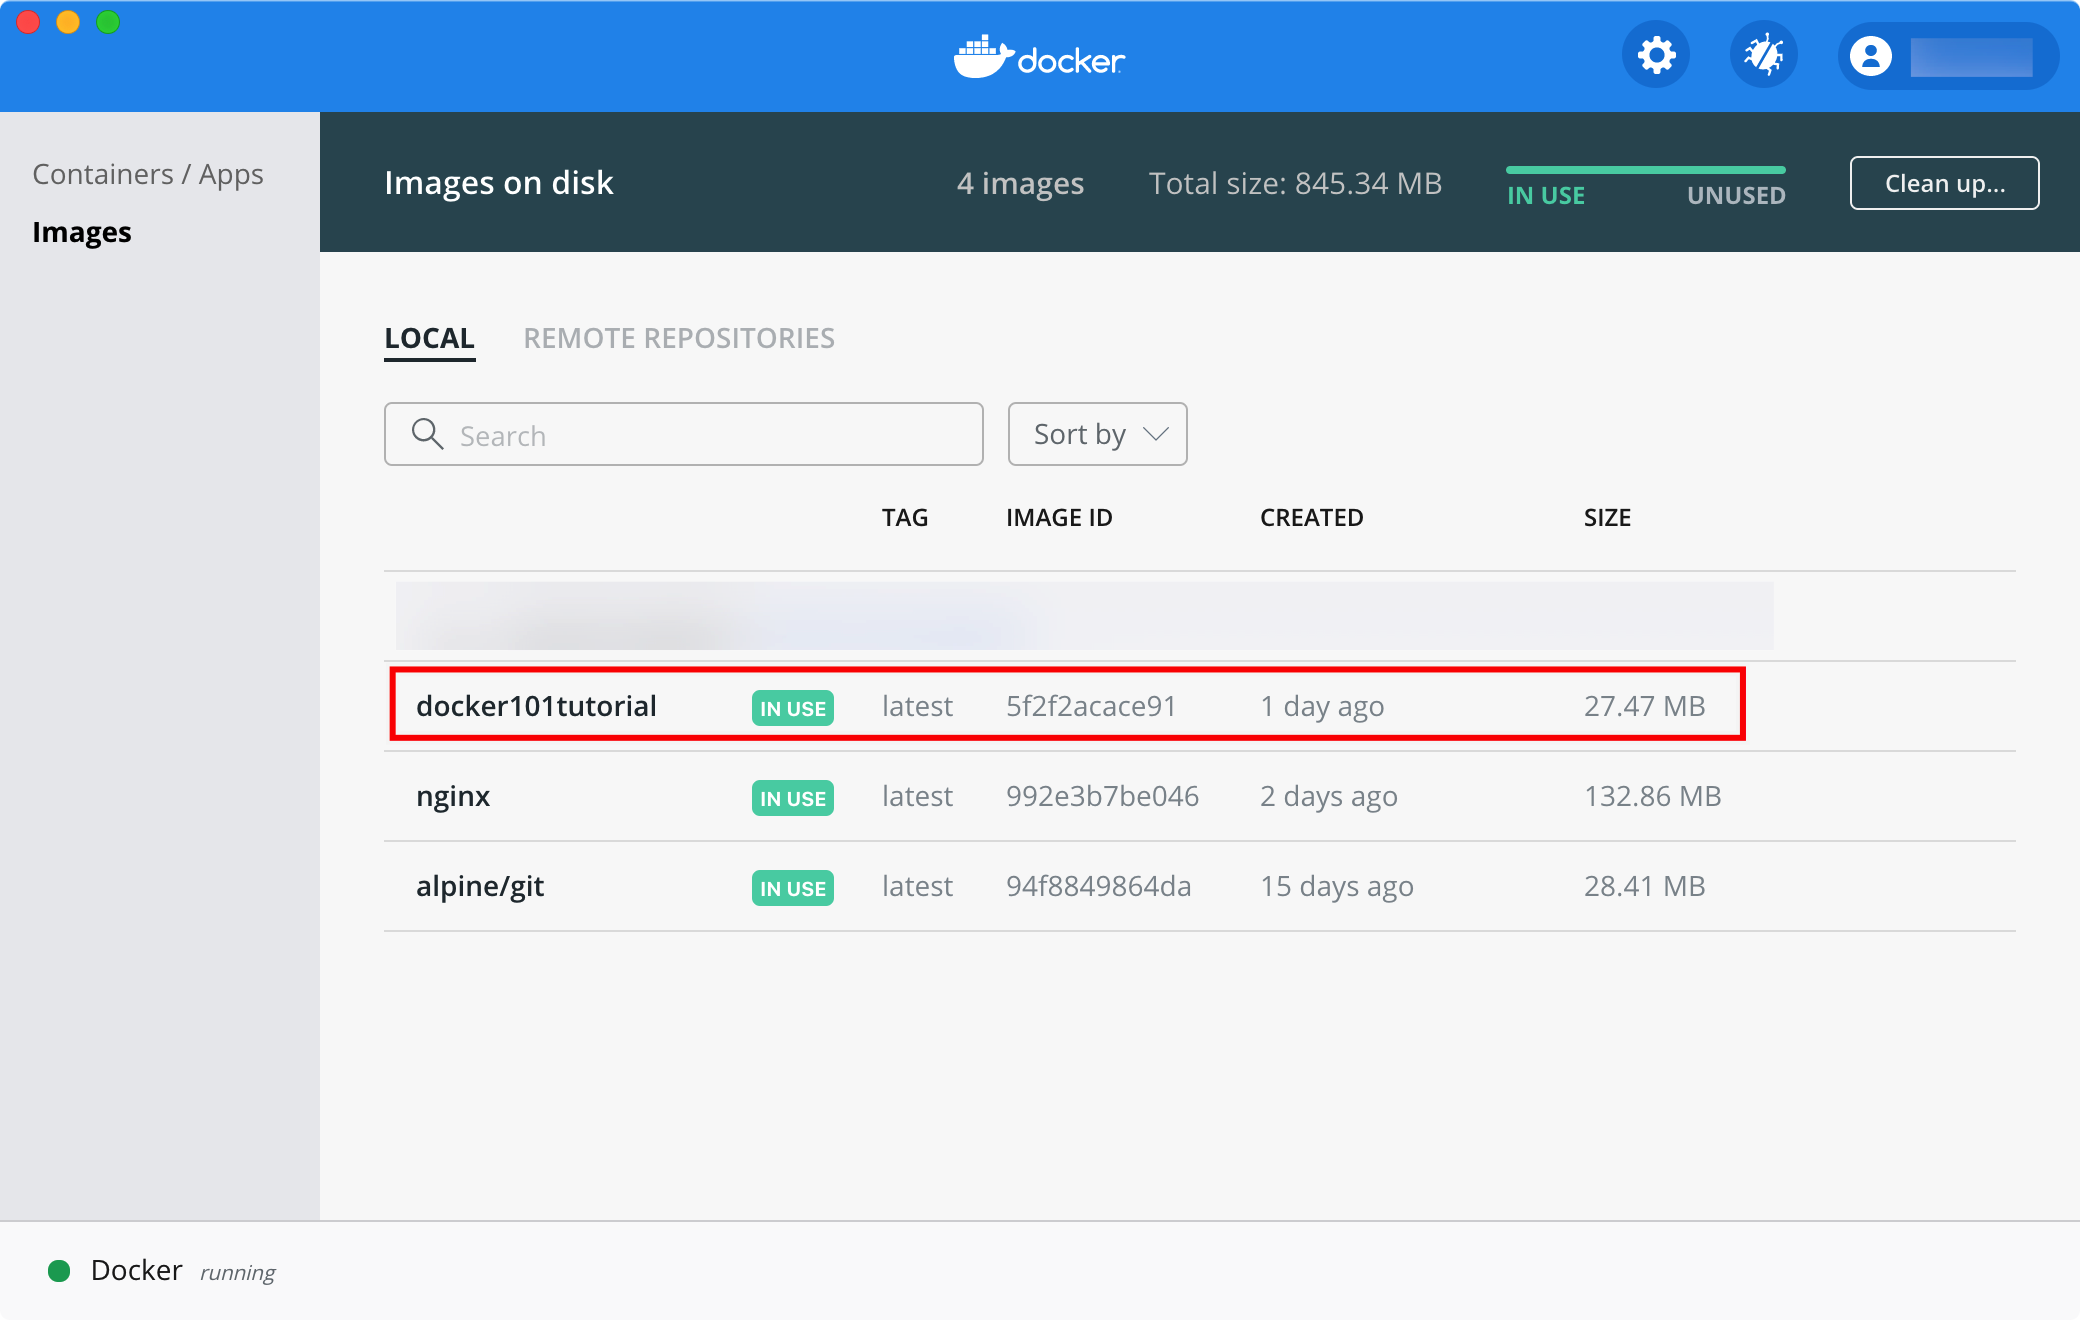 docker
Containers / Apps
Images
Images on disk
4 images
Total size: 845.34 MB
IN USE
UNUSED
Clean up...
LOCAL
REMOTE REPOSITORIES
Search
Sort by
TAG IMAGE ID CREATED SIZE
docker101tutorial IN USE latest 5f2f2acace91 1 day ago 27.47 MB
nginx IN USE latest 992e3b7be046 2 days ago 132.86 MB
alpine/git IN USE latest 94f8849864da 15 days ago 28.41 MB
Docker running